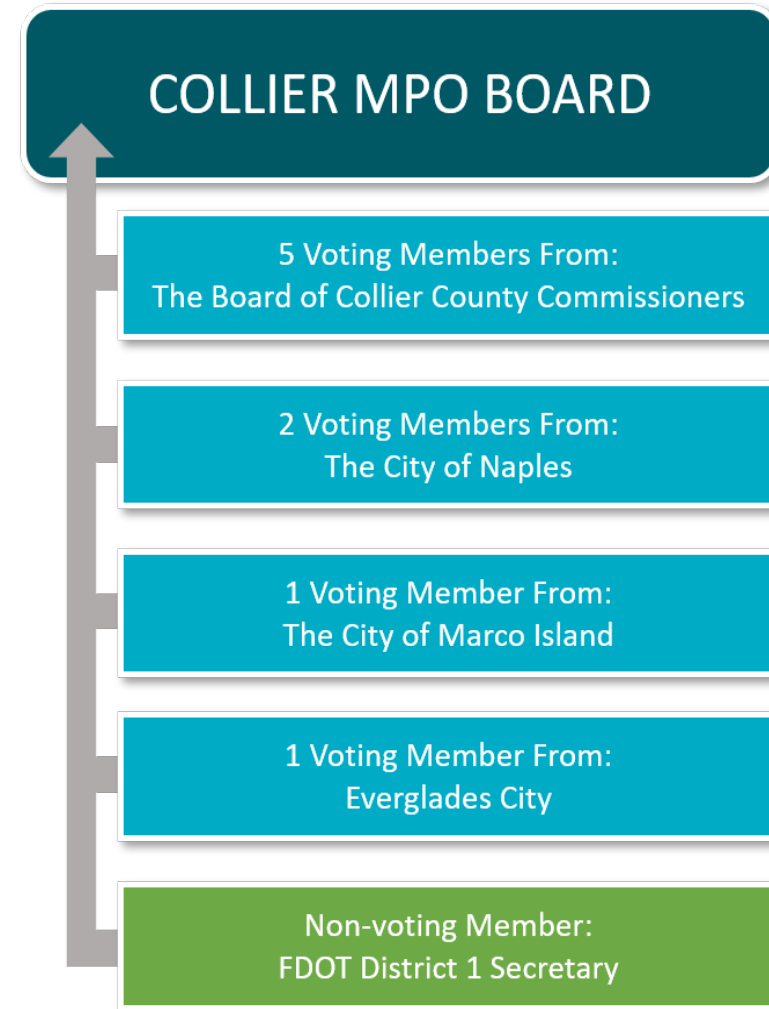 COLLIER MPO BOARD
5 Voting Members From:
The Board of Collier County Commissioners
2 Voting Members From:
The City of Naples
1 Voting Member From:
The City of Marco Island
1 Voting Member From:
Everglades City
Non-voting Member:
FDOT District 1 Secretary